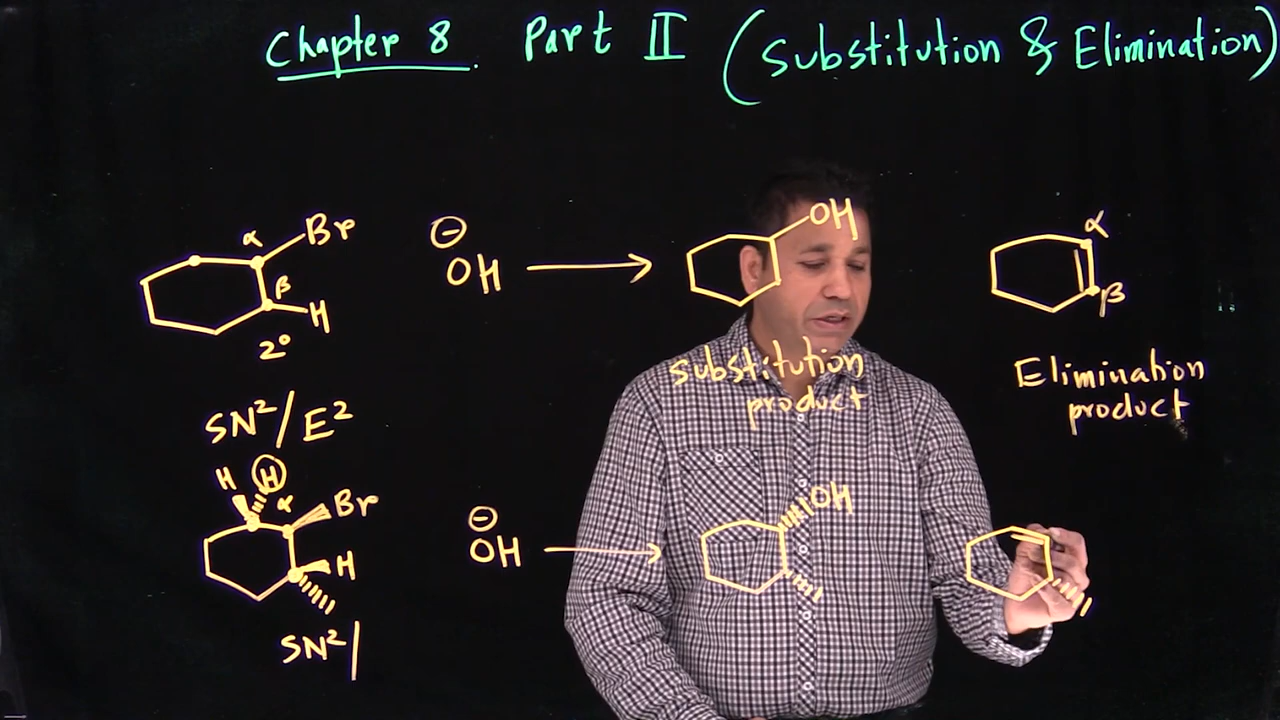 Chapter 8 Part II (Substitution & Elimination)
α Br
β
H
2°
⊖
OH
OH
α
β
substitution
product
Elimination
product
SN²/E²
H H
α
Br
H
⊖
OH
OH
SN²/